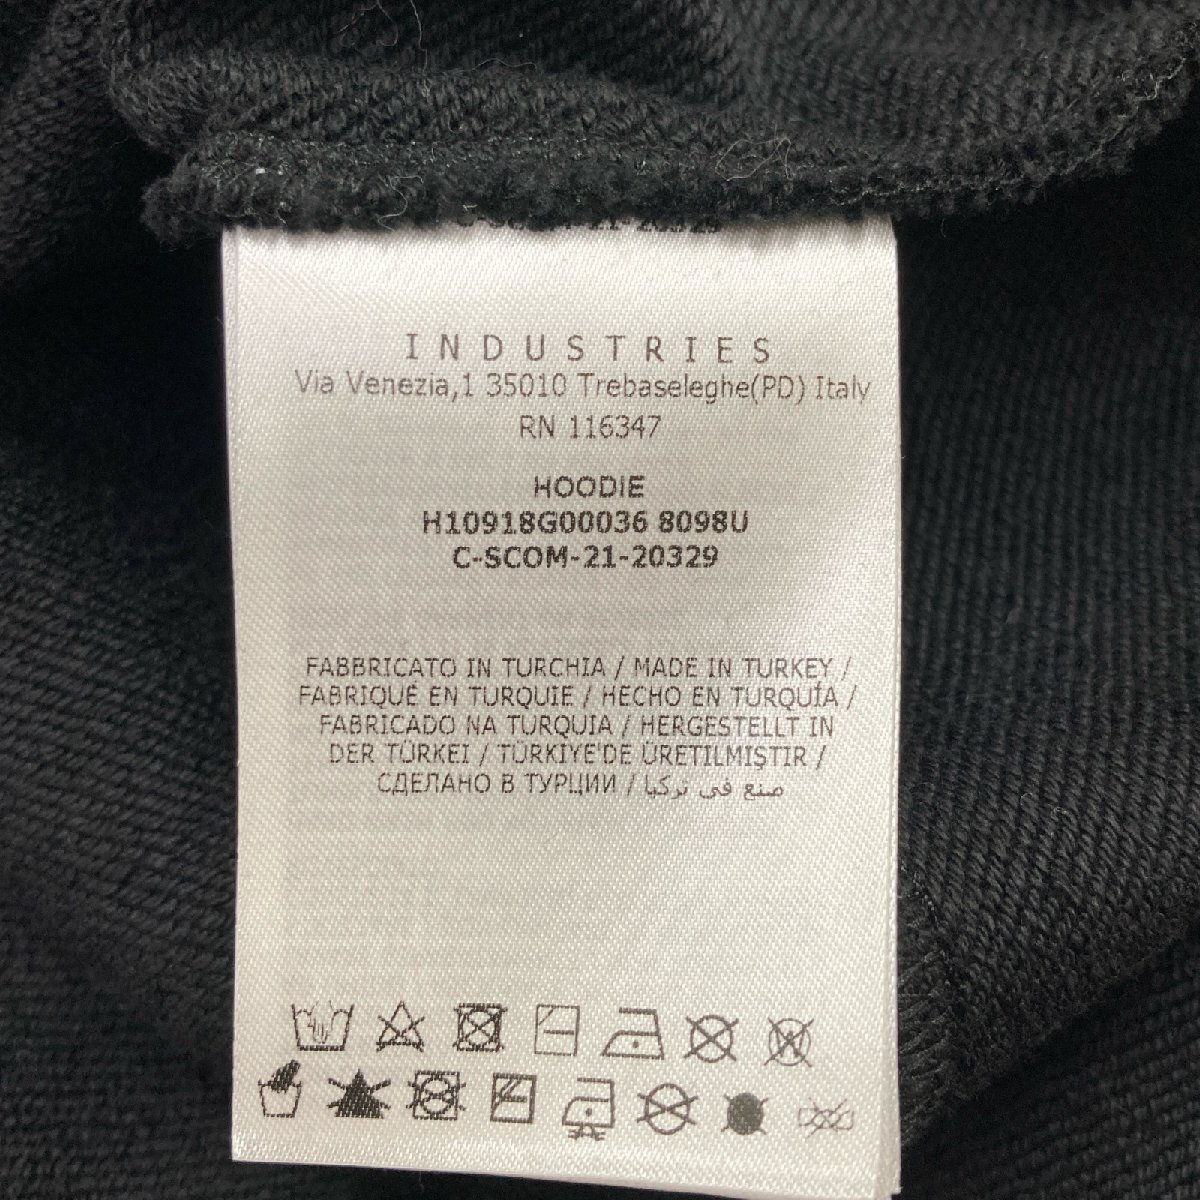 INDUSTRIES
Via Venezia,1 35010 Trebaseleghe(PD) Italy
RN 116347
HOODIE
H10918G00036 8098U
C-SCOM-21-20329
FABBRICATO IN TURCHIA / MADE IN TURKEY /
FABRIQUÉ EN TURQUIE / HECHO EN TURQUÍA /
FABRICADO NA TURQUIA / HERGESTELLT IN
DER TÜRKEI / TÜRKIYE'DE ÜRETILMIŞTIR /
СДЕЛАНО В ТУРЦИИ / صنع في تركيا